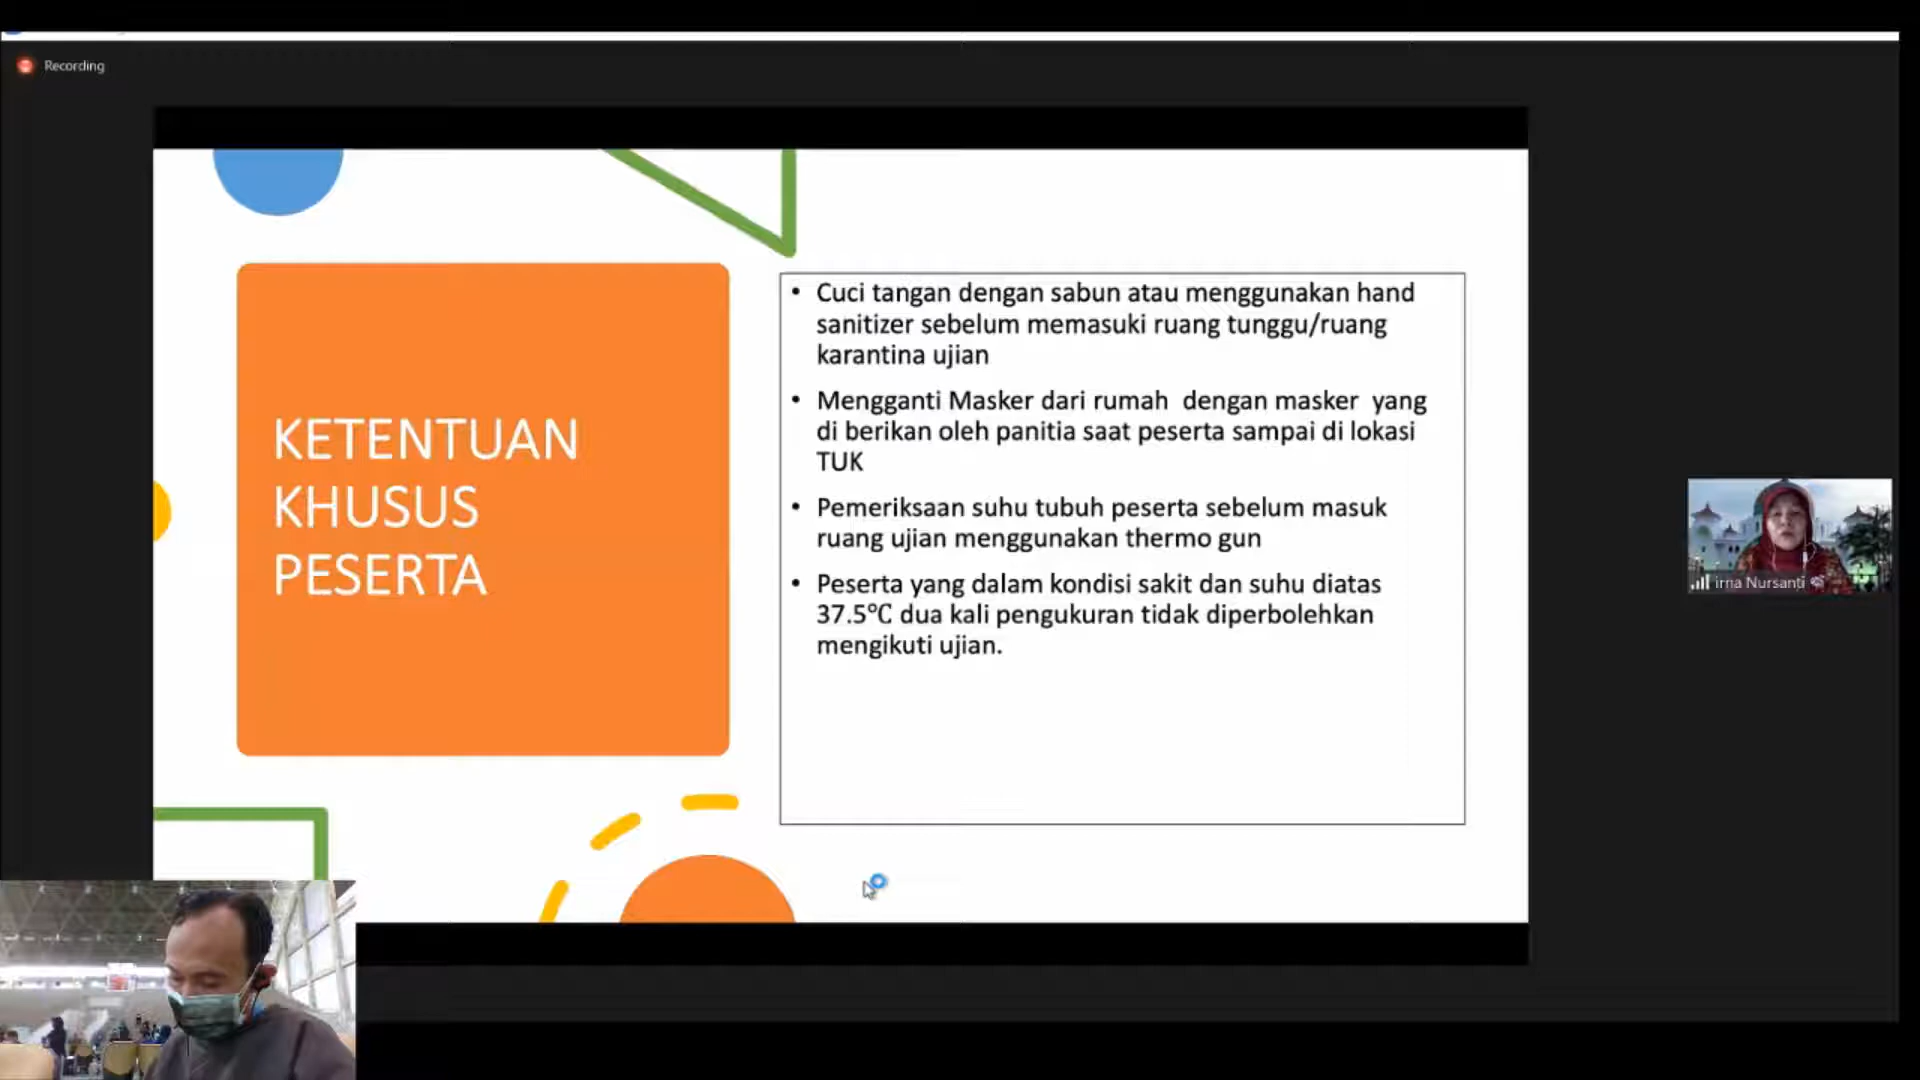 Recording
KETENTUAN
KHUSUS
PESERTA
• Cuci tangan dengan sabun atau menggunakan hand
sanitizer sebelum memasuki ruang tunggu/ruang
karantina ujian
• Mengganti Masker dari rumah dengan masker yang
di berikan oleh panitia saat peserta sampai di lokasi
TUK
• Pemeriksaan suhu tubuh peserta sebelum masuk
ruang ujian menggunakan thermo gun
• Peserta yang dalam kondisi sakit dan suhu diatas
37.5℃ dua kali pengukuran tidak diperbolehkan
mengikuti ujian.
irna Nursanti